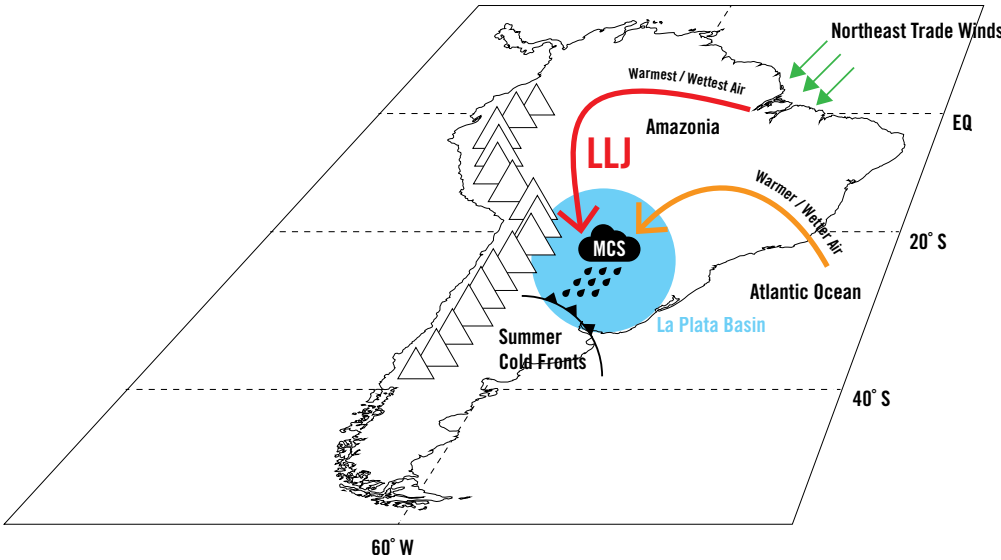 Northeast Trade Winds
Warmest / Wettest Air
EQ
Amazonia
LLJ
Warmer / Wetter Air
20° S
MCS
Atlantic Ocean
La Plata Basin
Summer
Cold Fronts
40° S
60° W